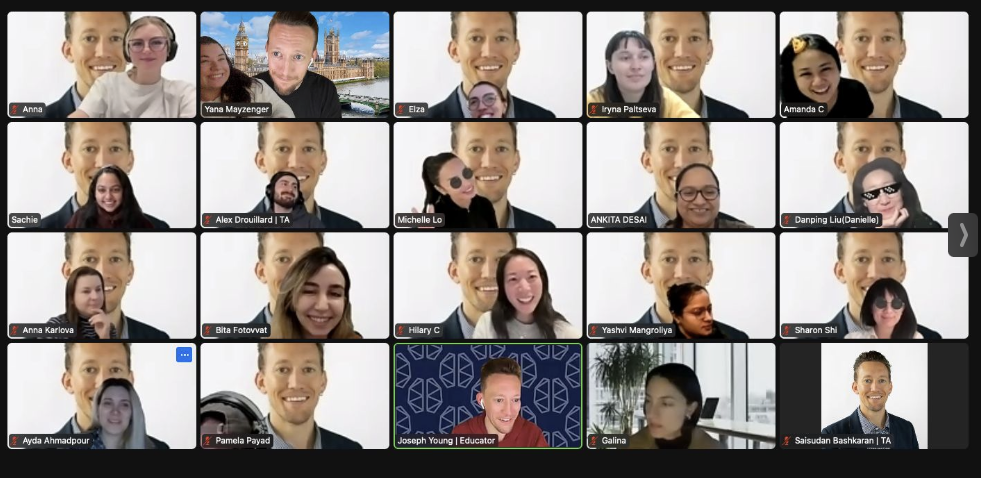 Anna
Yana Mayzenger
Elza
Iryna Paltseva
Amanda C
Sachie
Alex Drouillard | TA
Michelle Lo
ANKITA DESAI
Danping Liu(Danielle)
Anna Karlova
Bita Fotovvat
Hilary C
Yashvi Mangroliya
Sharon Shi
Ayda Ahmadpour
Pamela Payad
Joseph Young | Educator
Galina
Saisudan Bashkaran | TA